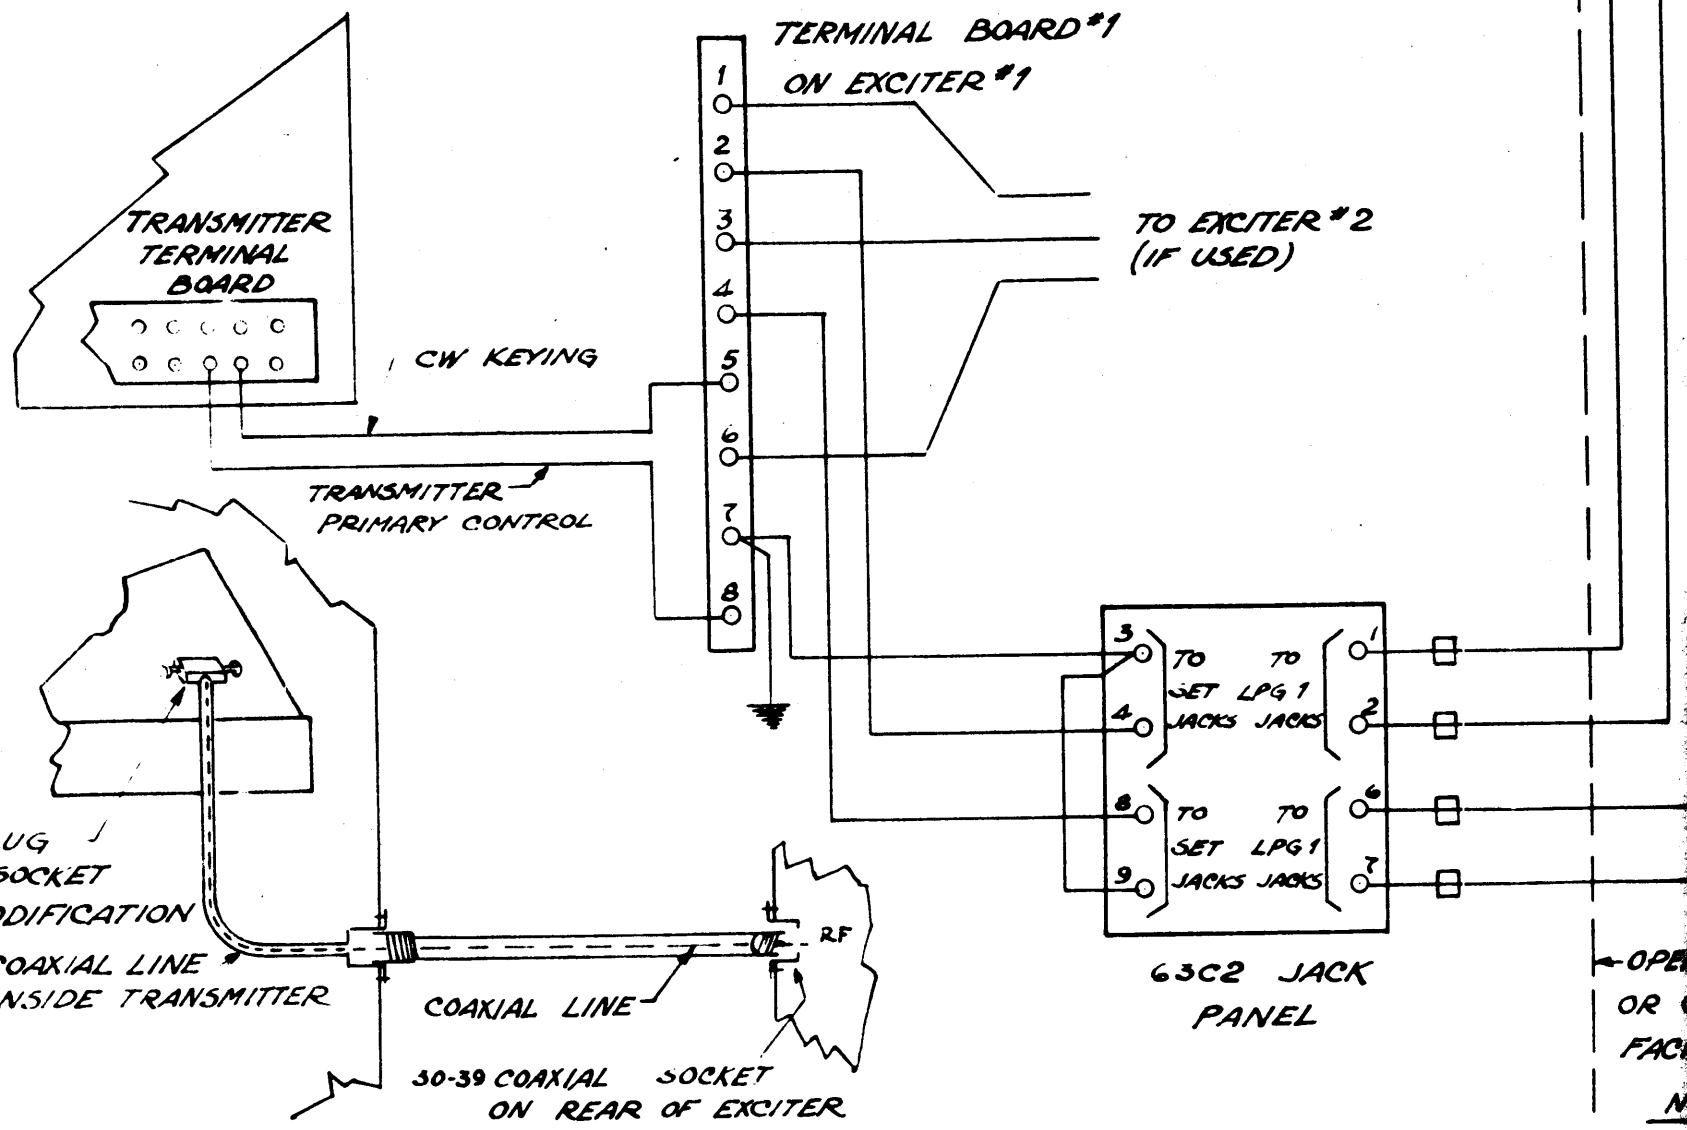 TERMINAL BOARD #1
ON EXCITER #1
1
2
3
4
5
6
7
8
TO EXCITER #2
(IF USED)
TRANSMITTER
TERMINAL
BOARD
CW KEYING
TRANSMITTER
PRIMARY CONTROL
3
4
8
9
TO
SET
JACKS
TO
LPG 1
JACKS
TO
SET
JACKS
TO
LPG 1
JACKS
1
2
6
7
63C2 JACK
PANEL
UG
SOCKET
ODIFICATION
COAXIAL LINE
NSIDE TRANSMITTER
COAXIAL LINE
RF
30-39 COAXIAL SOCKET
ON REAR OF EXCITER
OPE
OR
FAC
N